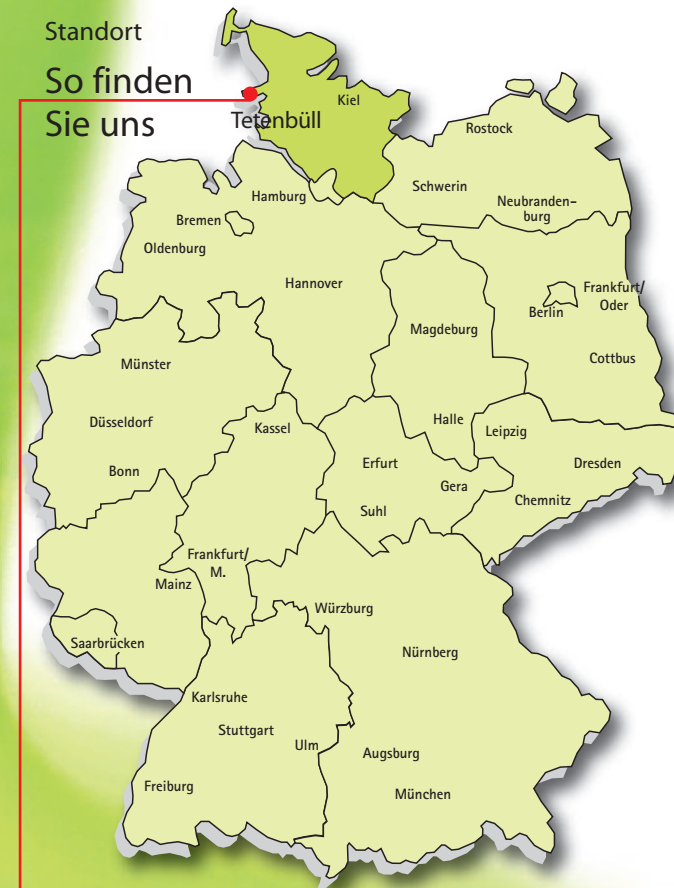 Standort
So finden
Sie uns
Kiel
Tetenbüll
Rostock
Schwerin
Hamburg
Neubranden-
burg
Bremen
Oldenburg
Hannover
Frankfurt/
Oder
Berlin
Magdeburg
Münster
Cottbus
Düsseldorf
Kassel
Halle
Leipzig
Bonn
Erfurt
Dresden
Gera
Chemnitz
Suhl
Frankfurt/
M.
Mainz
Würzburg
Saarbrücken
Nürnberg
Karlsruhe
Stuttgart
Ulm
Augsburg
Freiburg
München